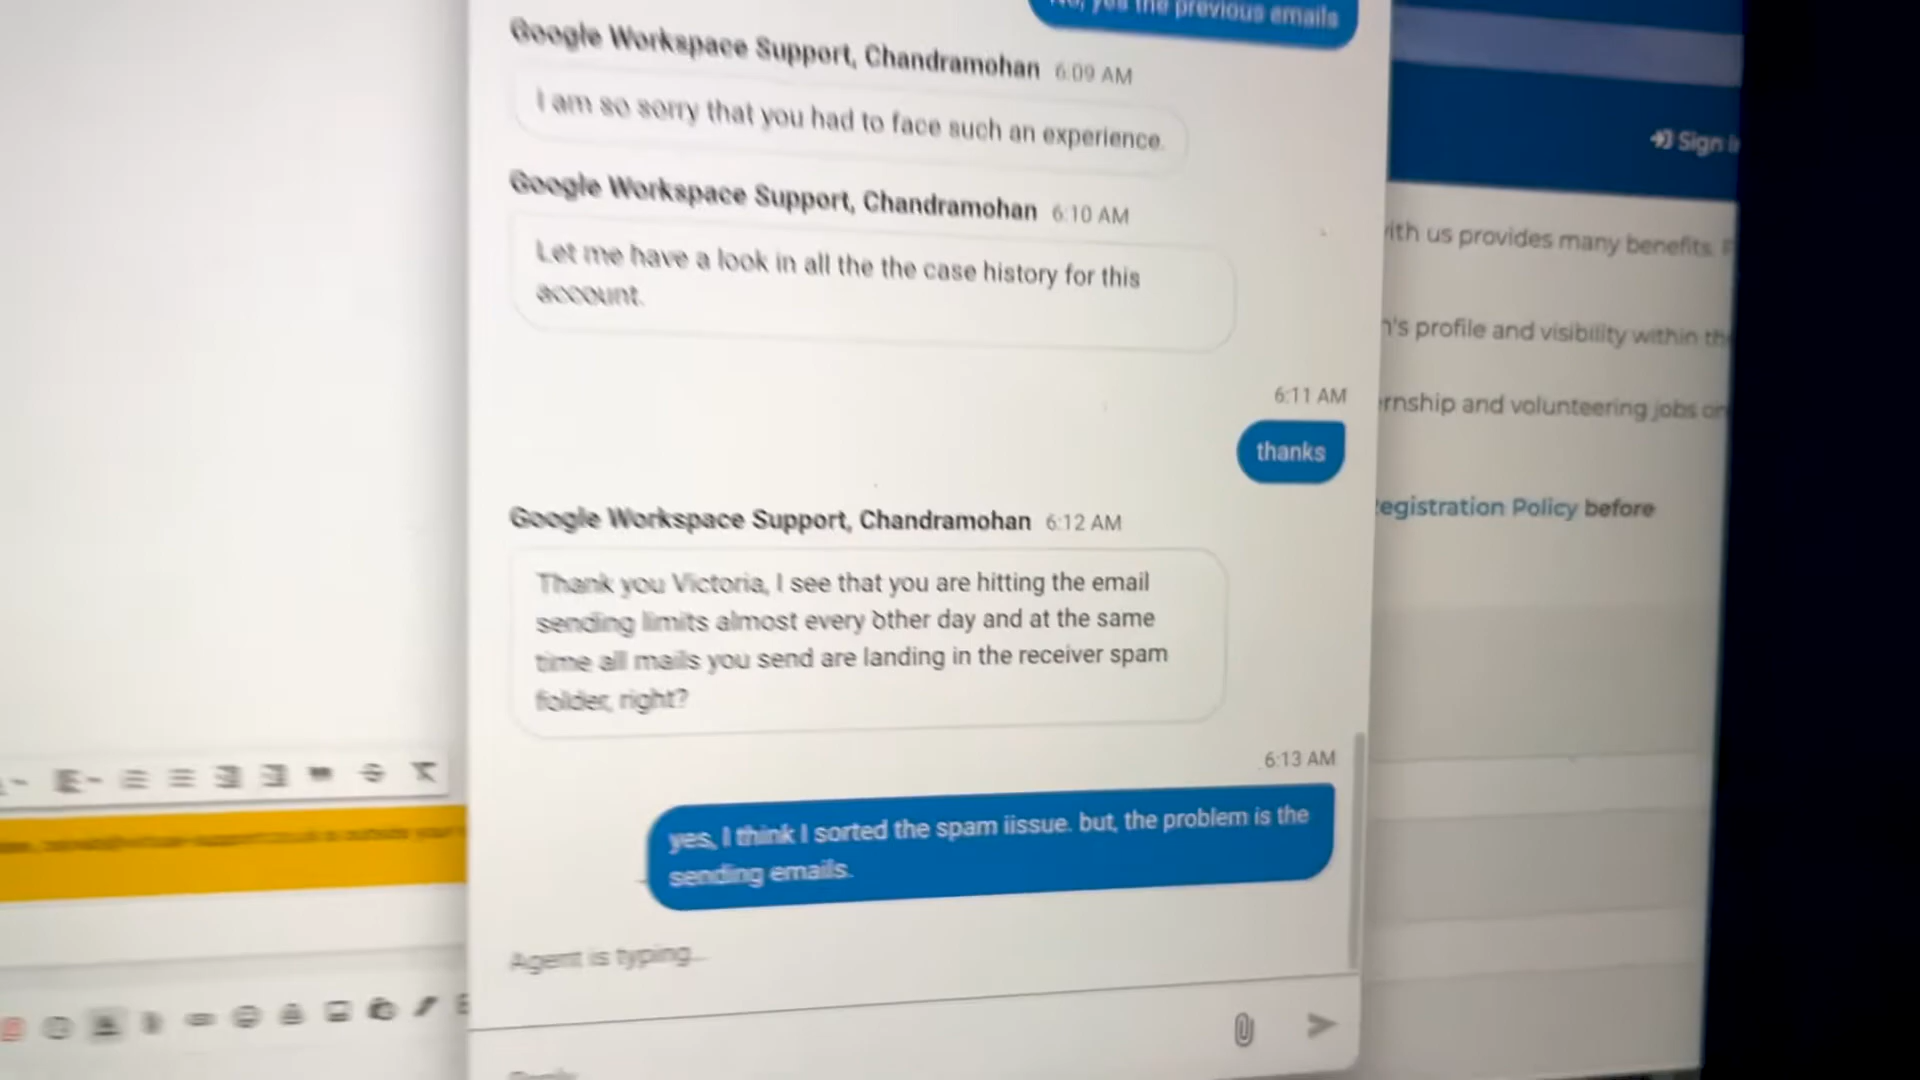 yes the previous emails
Google Workspace Support, Chandramohan 6:09 AM
I am so sorry that you had to face such an experience.
Google Workspace Support, Chandramohan 6:10 AM
Sign i
Let me have a look in all the the case history for this
account.
ith us provides many benefits.
n's profile and visibility within th
6:11 AM
rnship and volunteering jobs on
thanks
egistration Policy before
Google Workspace Support, Chandramohan 6:12 AM
Thank you Victoria, I see that you are hitting the email
sending limits almost every other day and at the same
time all mails you send are landing in the receiver spam
folder, right?
6:13 AM
yes, I think I sorted the spam iissue. but, the problem is the
sending emails.
Agent is typing...